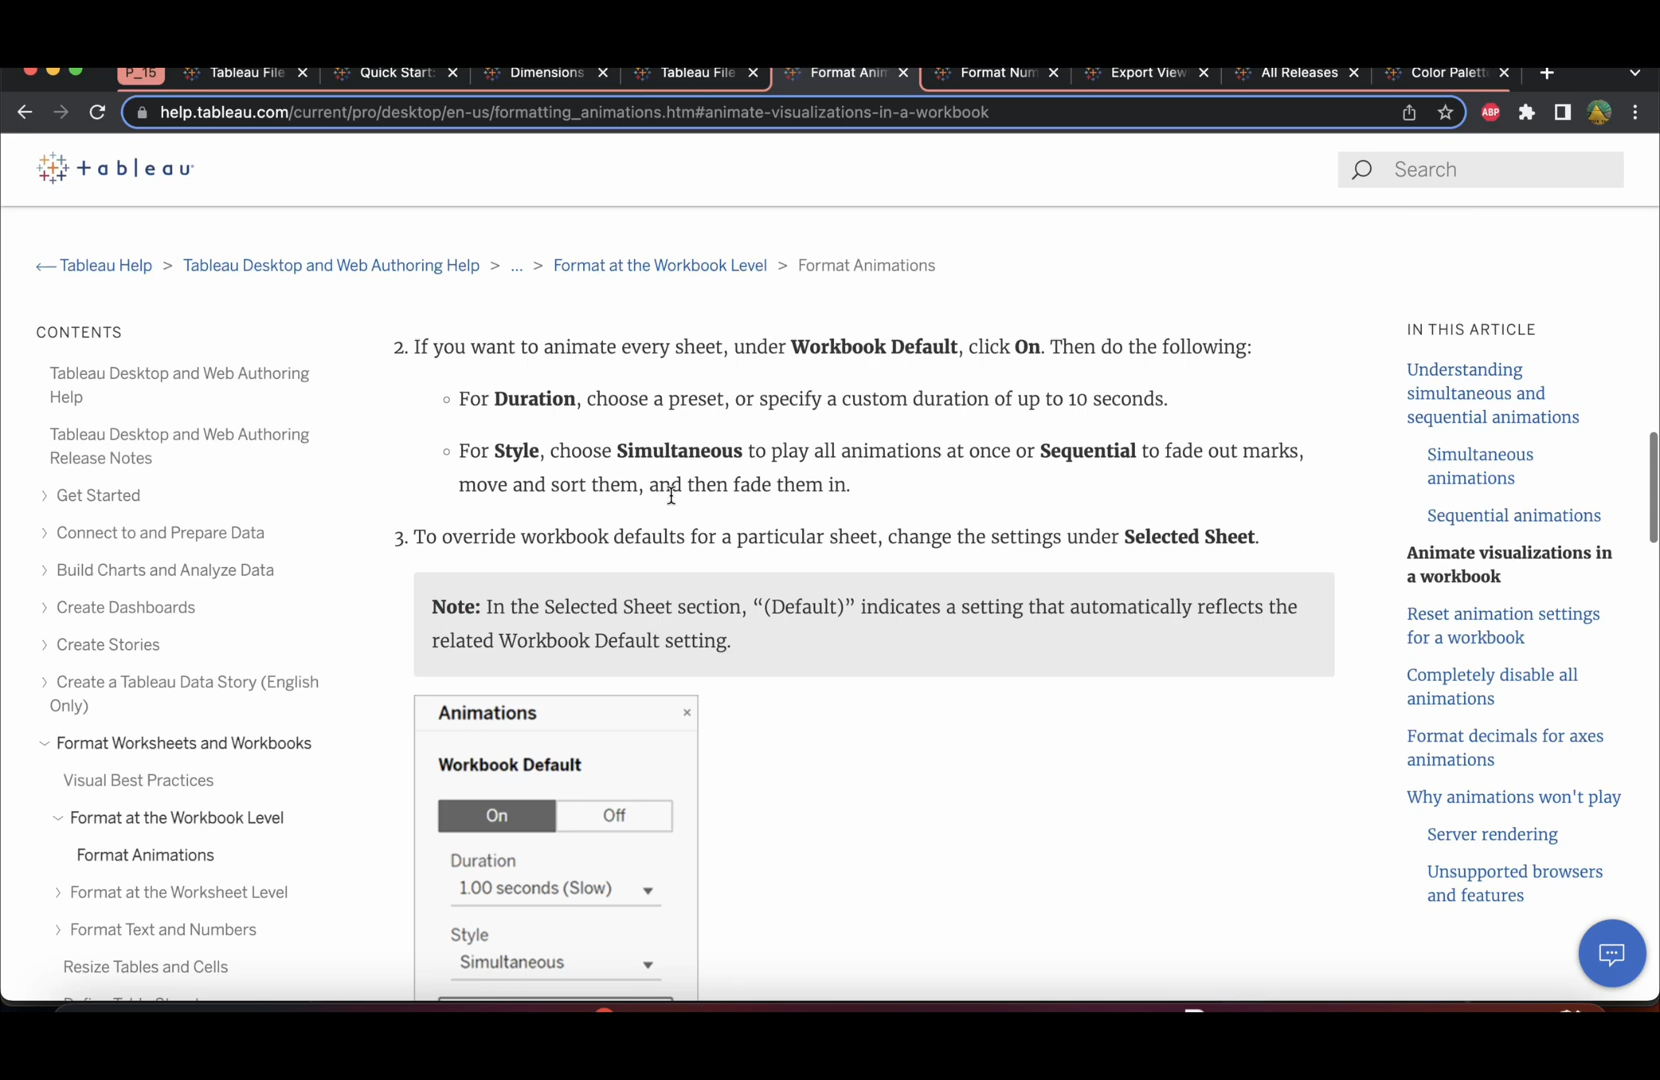 P_15
Tableau File
Quick Start:
Dimensions
Tableau File
Format Anim
Format Num
Export View
All Releases
Color Palett
help.tableau.com/current/pro/desktop/en-us/formatting_animations.htm#animate-visualizations-in-a-workbook
ABP
+ a b | e a u
Search
Tableau Help > Tableau Desktop and Web Authoring Help > ... > Format at the Workbook Level > Format Animations
CONTENTS
Tableau Desktop and Web Authoring
Help
Tableau Desktop and Web Authoring
Release Notes
Get Started
Connect to and Prepare Data
Build Charts and Analyze Data
Create Dashboards
Create Stories
Create a Tableau Data Story (English
Only)
Format Worksheets and Workbooks
Visual Best Practices
Format at the Workbook Level
Format Animations
Format at the Worksheet Level
Format Text and Numbers
Resize Tables and Cells
2. If you want to animate every sheet, under Workbook Default, click On. Then do the following:
For Duration, choose a preset, or specify a custom duration of up to 10 seconds.
For Style, choose Simultaneous to play all animations at once or Sequential to fade out marks,
move and sort them, and then fade them in.
3. To override workbook defaults for a particular sheet, change the settings under Selected Sheet.
Note: In the Selected Sheet section, “(Default)” indicates a setting that automatically reflects the
related Workbook Default setting.
Animations
Workbook Default
On Off
Duration
1.00 seconds (Slow)
Style
Simultaneous
IN THIS ARTICLE
Understanding
simultaneous and
sequential animations
Simultaneous
animations
Sequential animations
Animate visualizations in
a workbook
Reset animation settings
for a workbook
Completely disable all
animations
Format decimals for axes
animations
Why animations won't play
Server rendering
Unsupported browsers
and features